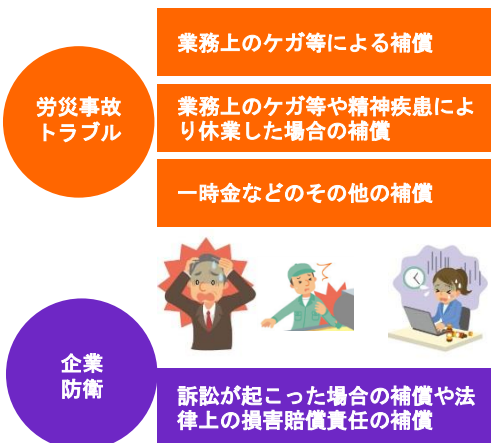 労災事故
トラブル
業務上のケガ等による補償
業務上のケガ等や精神疾患によ
り休業した場合の補償
一時金などのその他の補償
企業
防衛
訴訟が起こった場合の補償や法
律上の損害賠償責任の補償